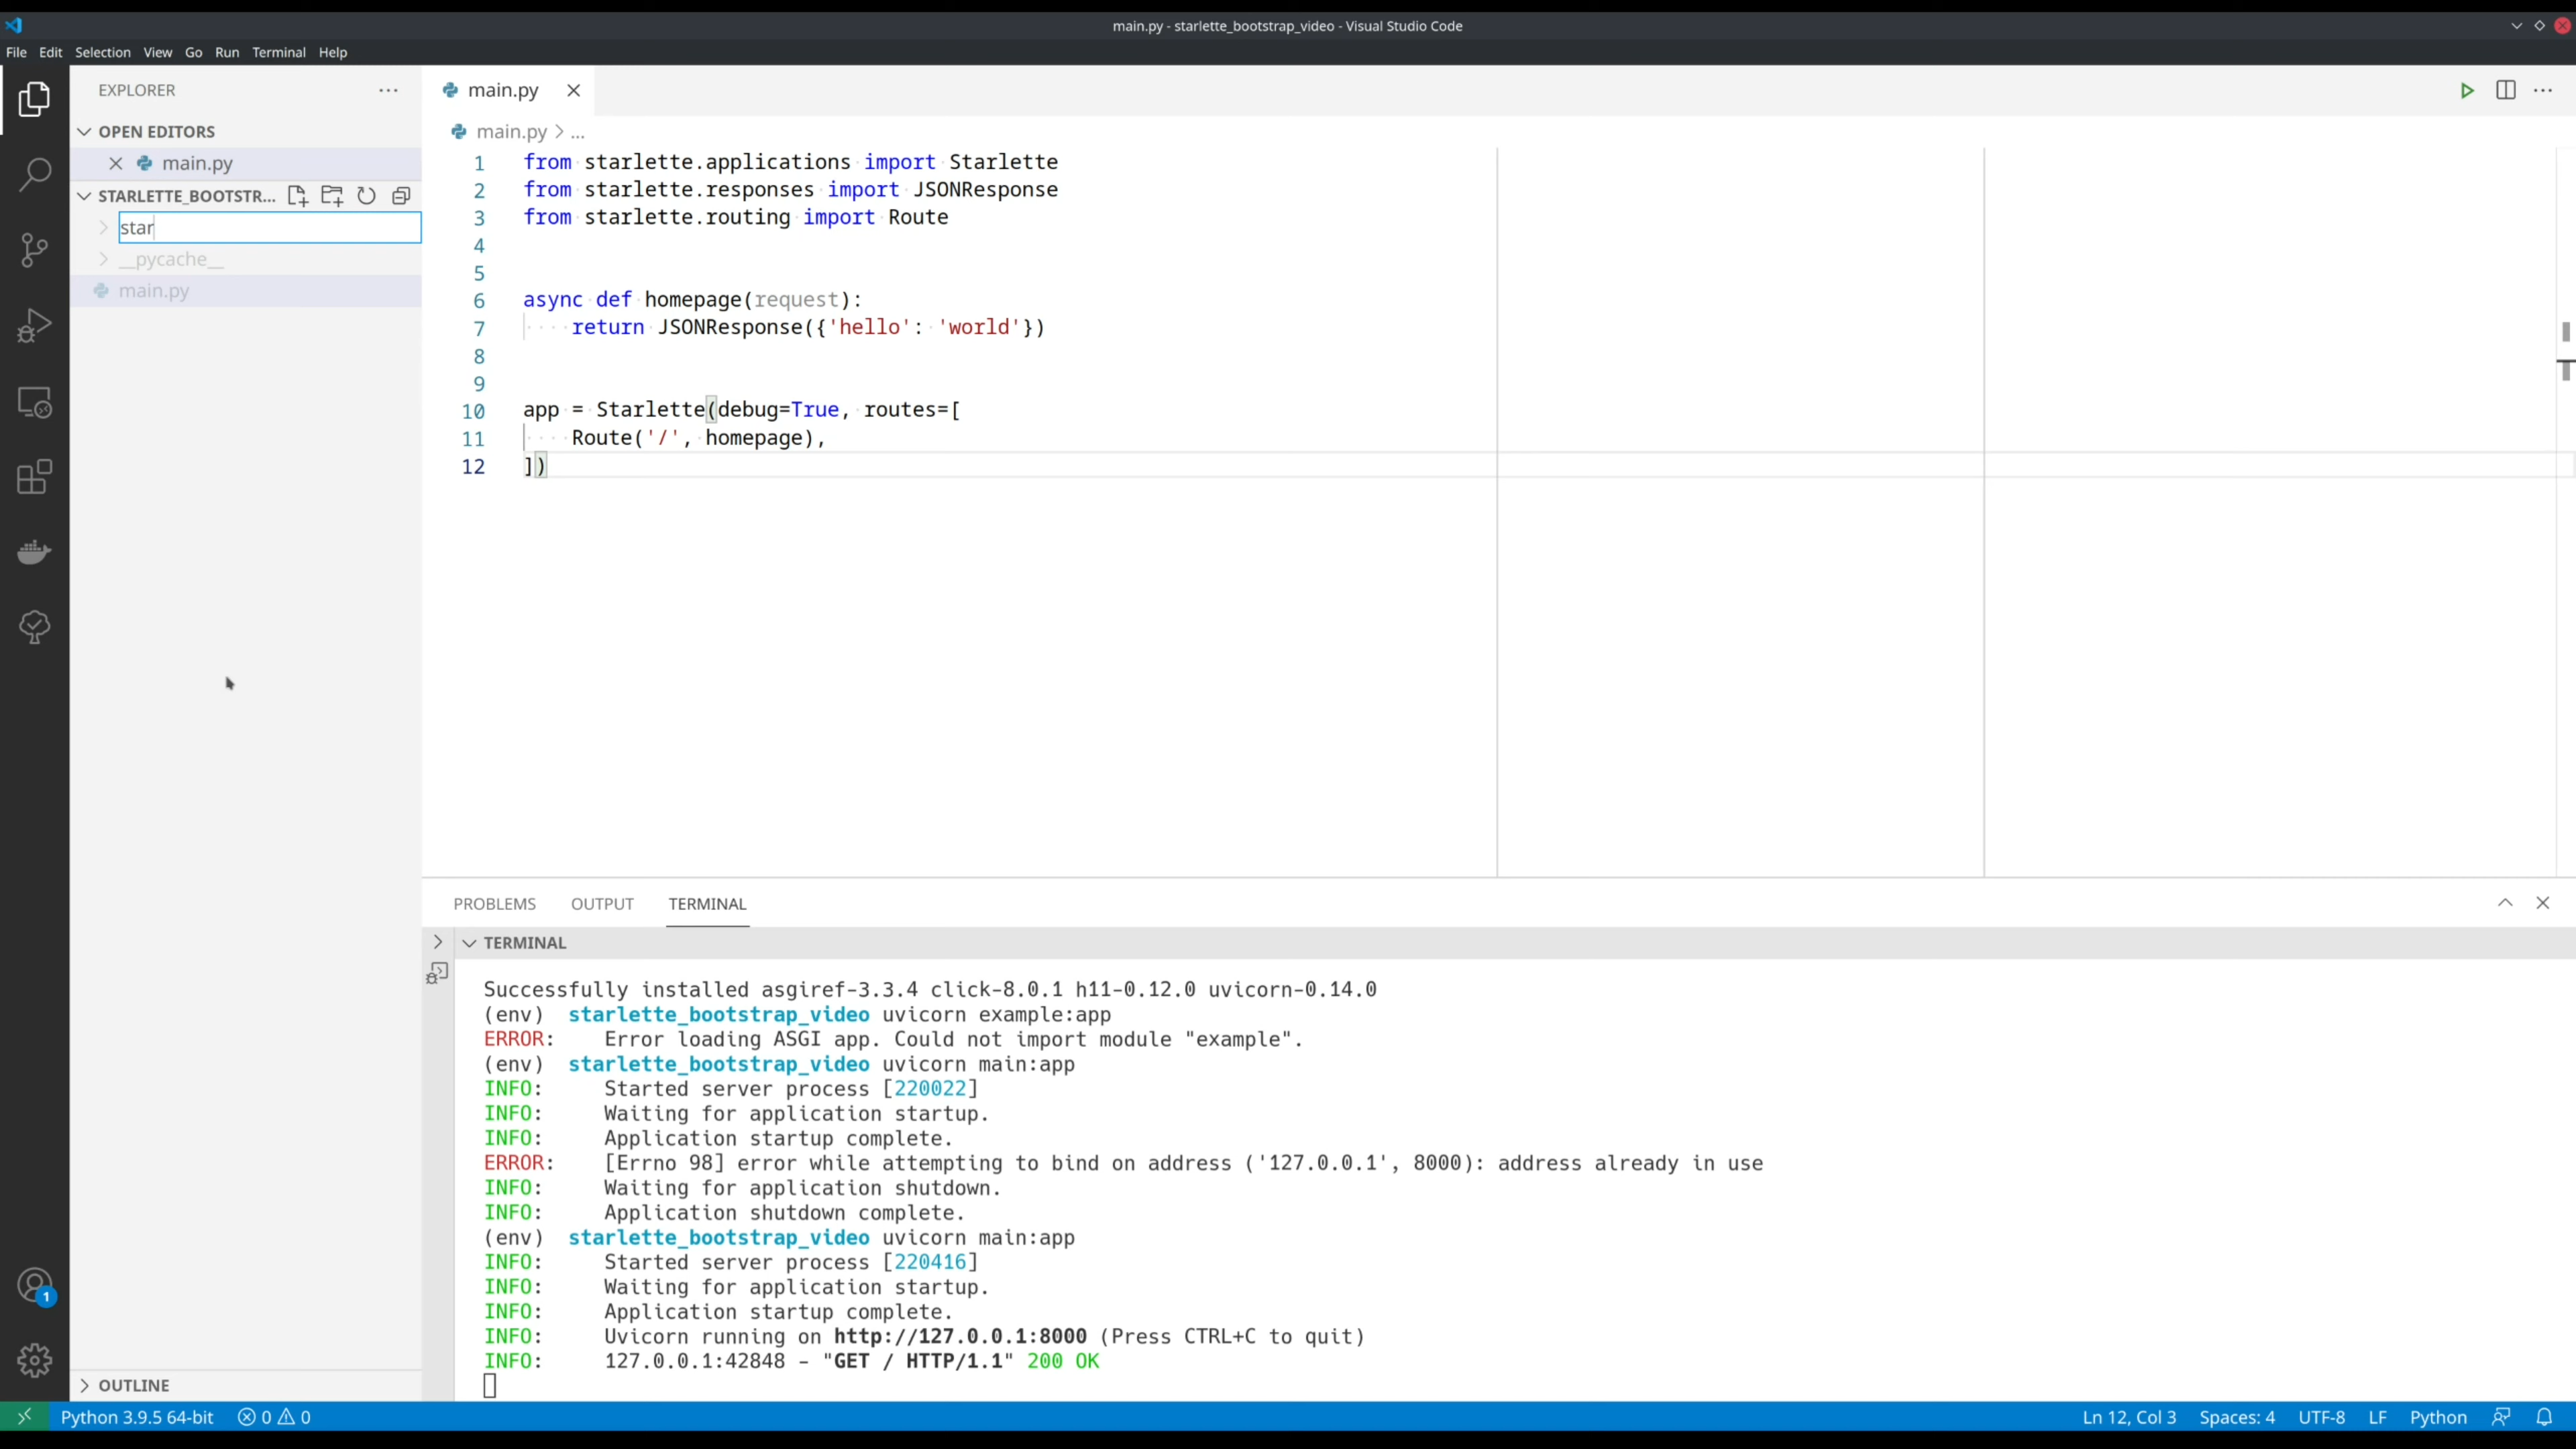 main.py - starlette_bootstrap_video - Visual Studio Code
File Edit Selection View Go Run Terminal Help
EXPLORER
OPEN EDITORS
main.py
STARLETTE_BOOTSTR...
star
__pycache__
main.py
OUTLINE
main.py
main.py > ...
1 from starlette.applications import Starlette
2 from starlette.responses import JSONResponse
3 from starlette.routing import Route
4
5
6 async def homepage(request):
7 return JSONResponse({'hello': 'world'})
8
9
10 app = Starlette(debug=True, routes=[
11 Route('/', homepage),
12 ])
PROBLEMS OUTPUT TERMINAL
TERMINAL
Successfully installed asgiref-3.3.4 click-8.0.1 h11-0.12.0 uvicorn-0.14.0
(env) starlette_bootstrap_video uvicorn example:app
ERROR: Error loading ASGI app. Could not import module "example".
(env) starlette_bootstrap_video uvicorn main:app
INFO: Started server process [220022]
INFO: Waiting for application startup.
INFO: Application startup complete.
ERROR: [Errno 98] error while attempting to bind on address ('127.0.0.1', 8000): address already in use
INFO: Waiting for application shutdown.
INFO: Application shutdown complete.
(env) starlette_bootstrap_video uvicorn main:app
INFO: Started server process [220416]
INFO: Waiting for application startup.
INFO: Application startup complete.
INFO: Uvicorn running on http://127.0.0.1:8000 (Press CTRL+C to quit)
INFO: 127.0.0.1:42848 - "GET / HTTP/1.1" 200 OK
1
Python 3.9.5 64-bit 0 0 Ln 12, Col 3 Spaces: 4 UTF-8 LF Python